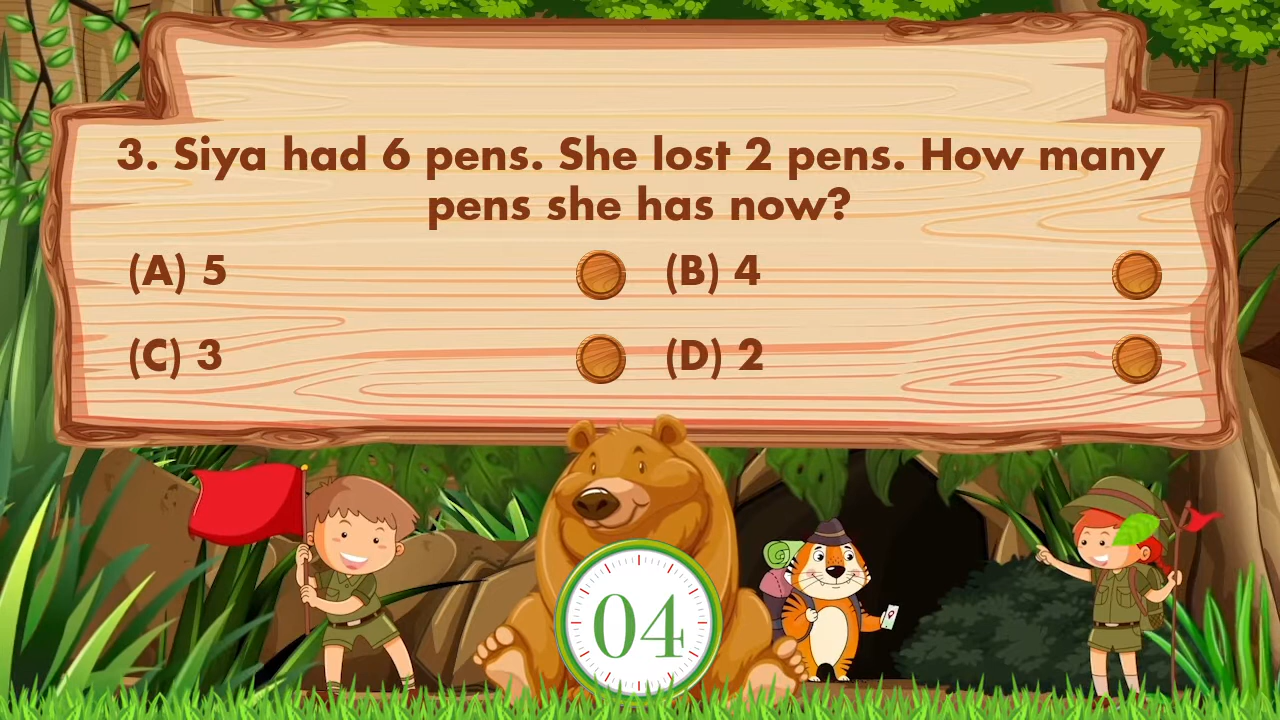 3. Siya had 6 pens. She lost 2 pens. How many
pens she has now?
(A) 5 (B) 4
(C) 3 (D) 2
04